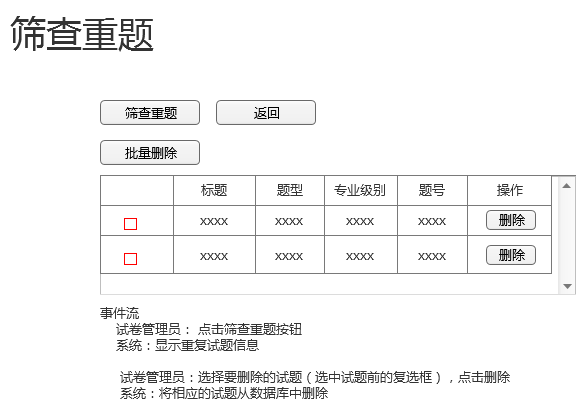 筛查重题
筛查重题 返回
批量删除
标题 题型 专业级别 题号 操作
xxxx xxxx xxxx xxxx 删除
xxxx xxxx xxxx xxxx 删除
事件流
试卷管理员： 点击筛查重题按钮
系统：显示重复试题信息
试卷管理员：选择要删除的试题（选中试题前的复选框），点击删除
系统：将相应的试题从数据库中删除